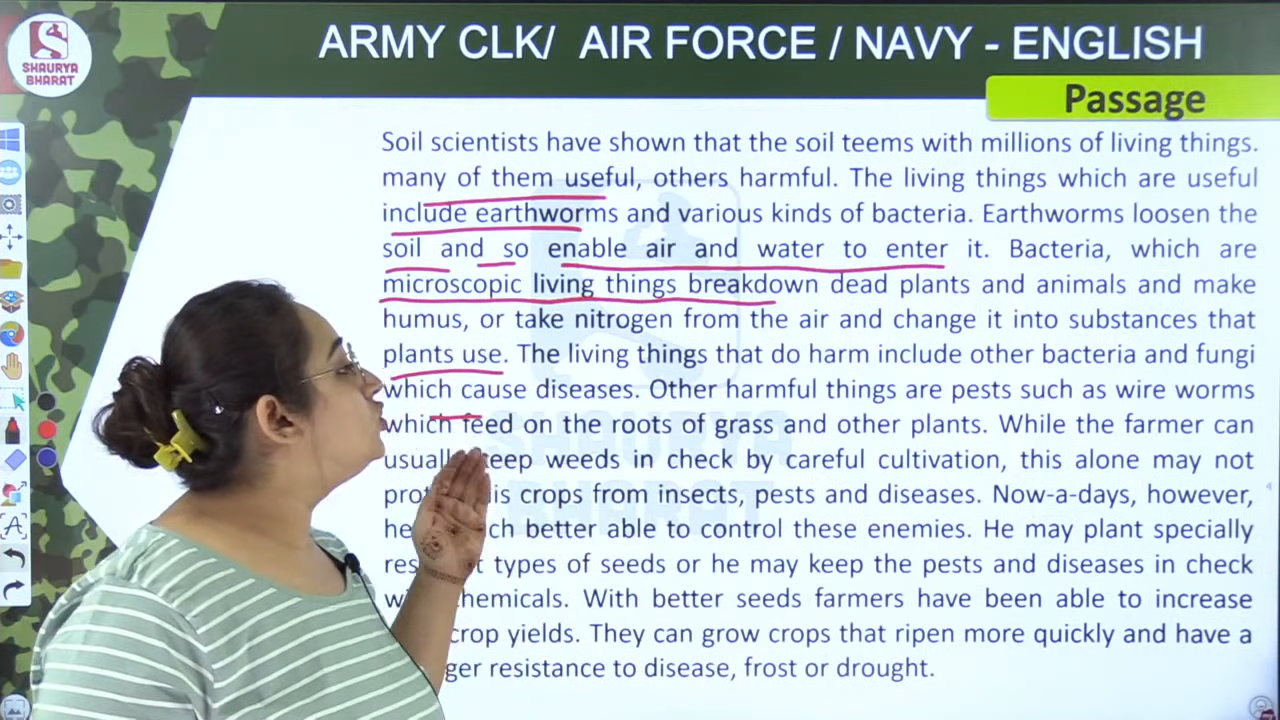 SHAURYA
BHARAT
ARMY CLK/ AIR FORCE / NAVY - ENGLISH
Passage
Soil scientists have shown that the soil teems with millions of living things.
many of them useful, others harmful. The living things which are useful
include earthworms and various kinds of bacteria. Earthworms loosen the
soil and so enable air and water to enter it. Bacteria, which are
microscopic living things breakdown dead plants and animals and make
humus, or take nitrogen from the air and change it into substances that
plants use. The living things that do harm include other bacteria and fungi
which cause diseases. Other harmful things are pests such as wire worms
which feed on the roots of grass and other plants. While the farmer can
usually keep weeds in check by careful cultivation, this alone may not
crops from insects, pests and diseases. Now-a-days, however,
he better able to control these enemies. He may plant specially
types of seeds or he may keep the pests and diseases in check
chemicals. With better seeds farmers have been able to increase
crop yields. They can grow crops that ripen more quickly and have a
resistance to disease, frost or drought.
SHAURYA
BHARAT